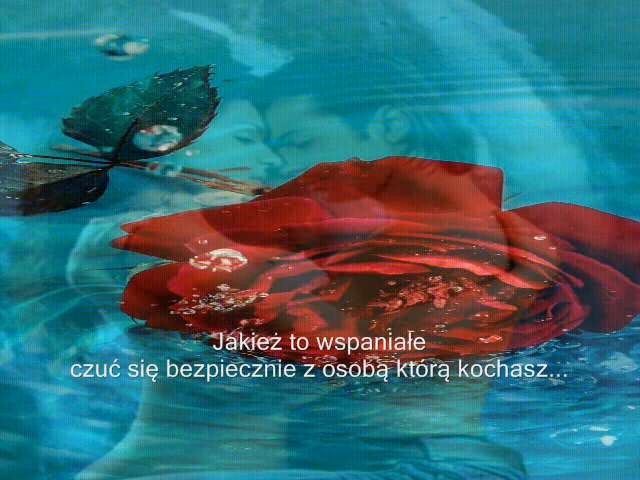 Jakież to wspaniałe
czuć się bezpiecznie z osobą którą kochasz...